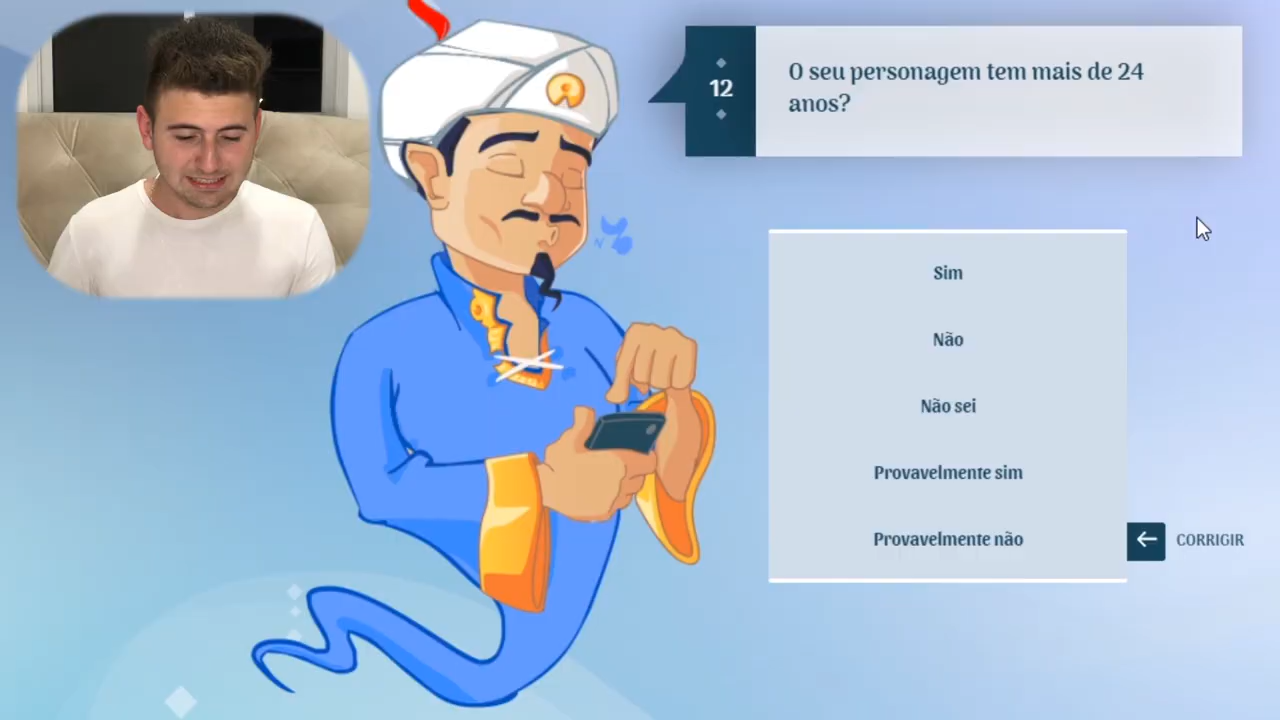 12
O seu personagem tem mais de 24
anos?
Sim
Não
Não sei
Provavelmente sim
Provavelmente não
CORRIGIR